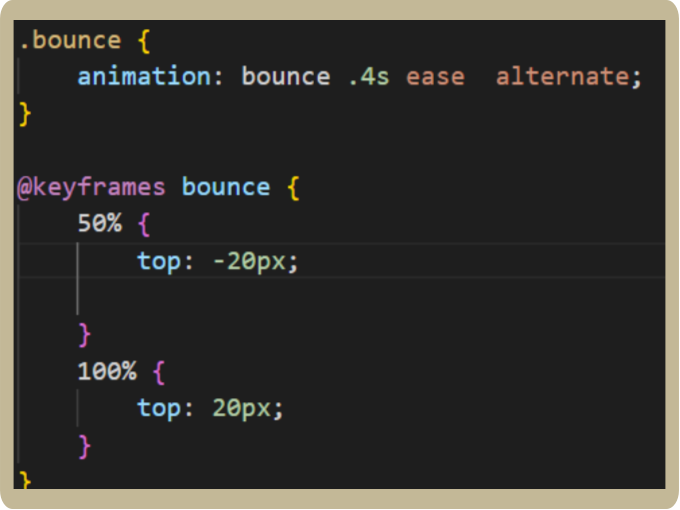 .bounce {
    animation: bounce .4s ease  alternate;
}
@keyframes bounce {
    50% {
        top: -20px;
    }
    100% {
        top: 20px;
    }
}